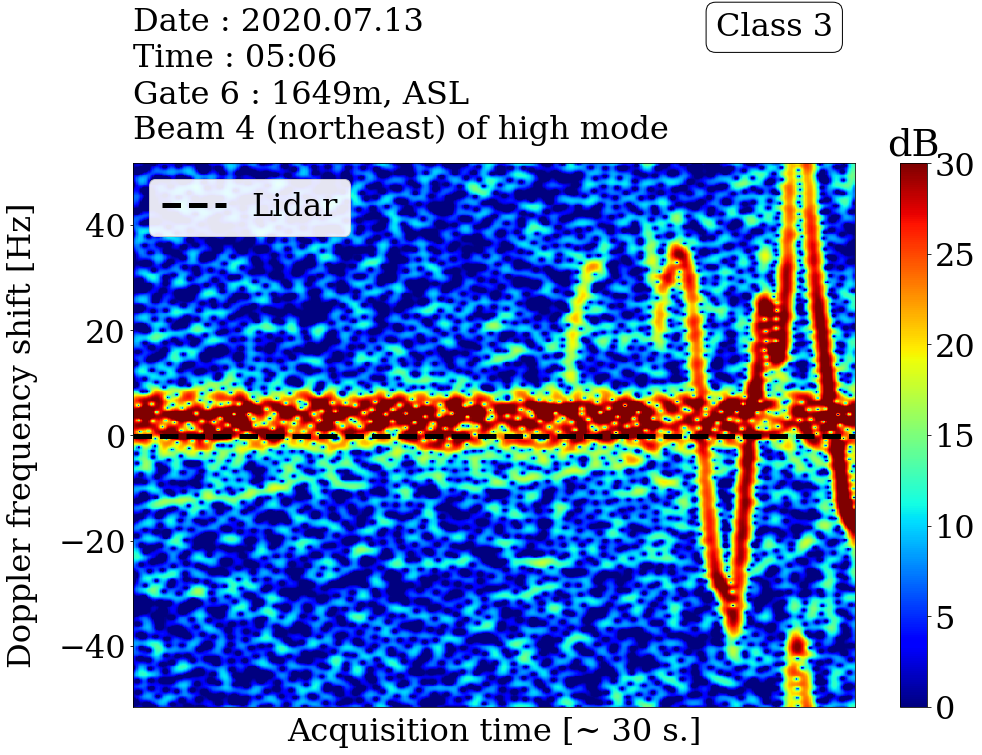 Date : 2020.07.13
Time : 05:06
Gate 6 : 1649m, ASL
Beam 4 (northeast) of high mode
Class 3
dB
Lidar
Doppler frequency shift [Hz]
40
20
0
−20
−40
Acquisition time [~ 30 s.]
30
25
20
15
10
5
0